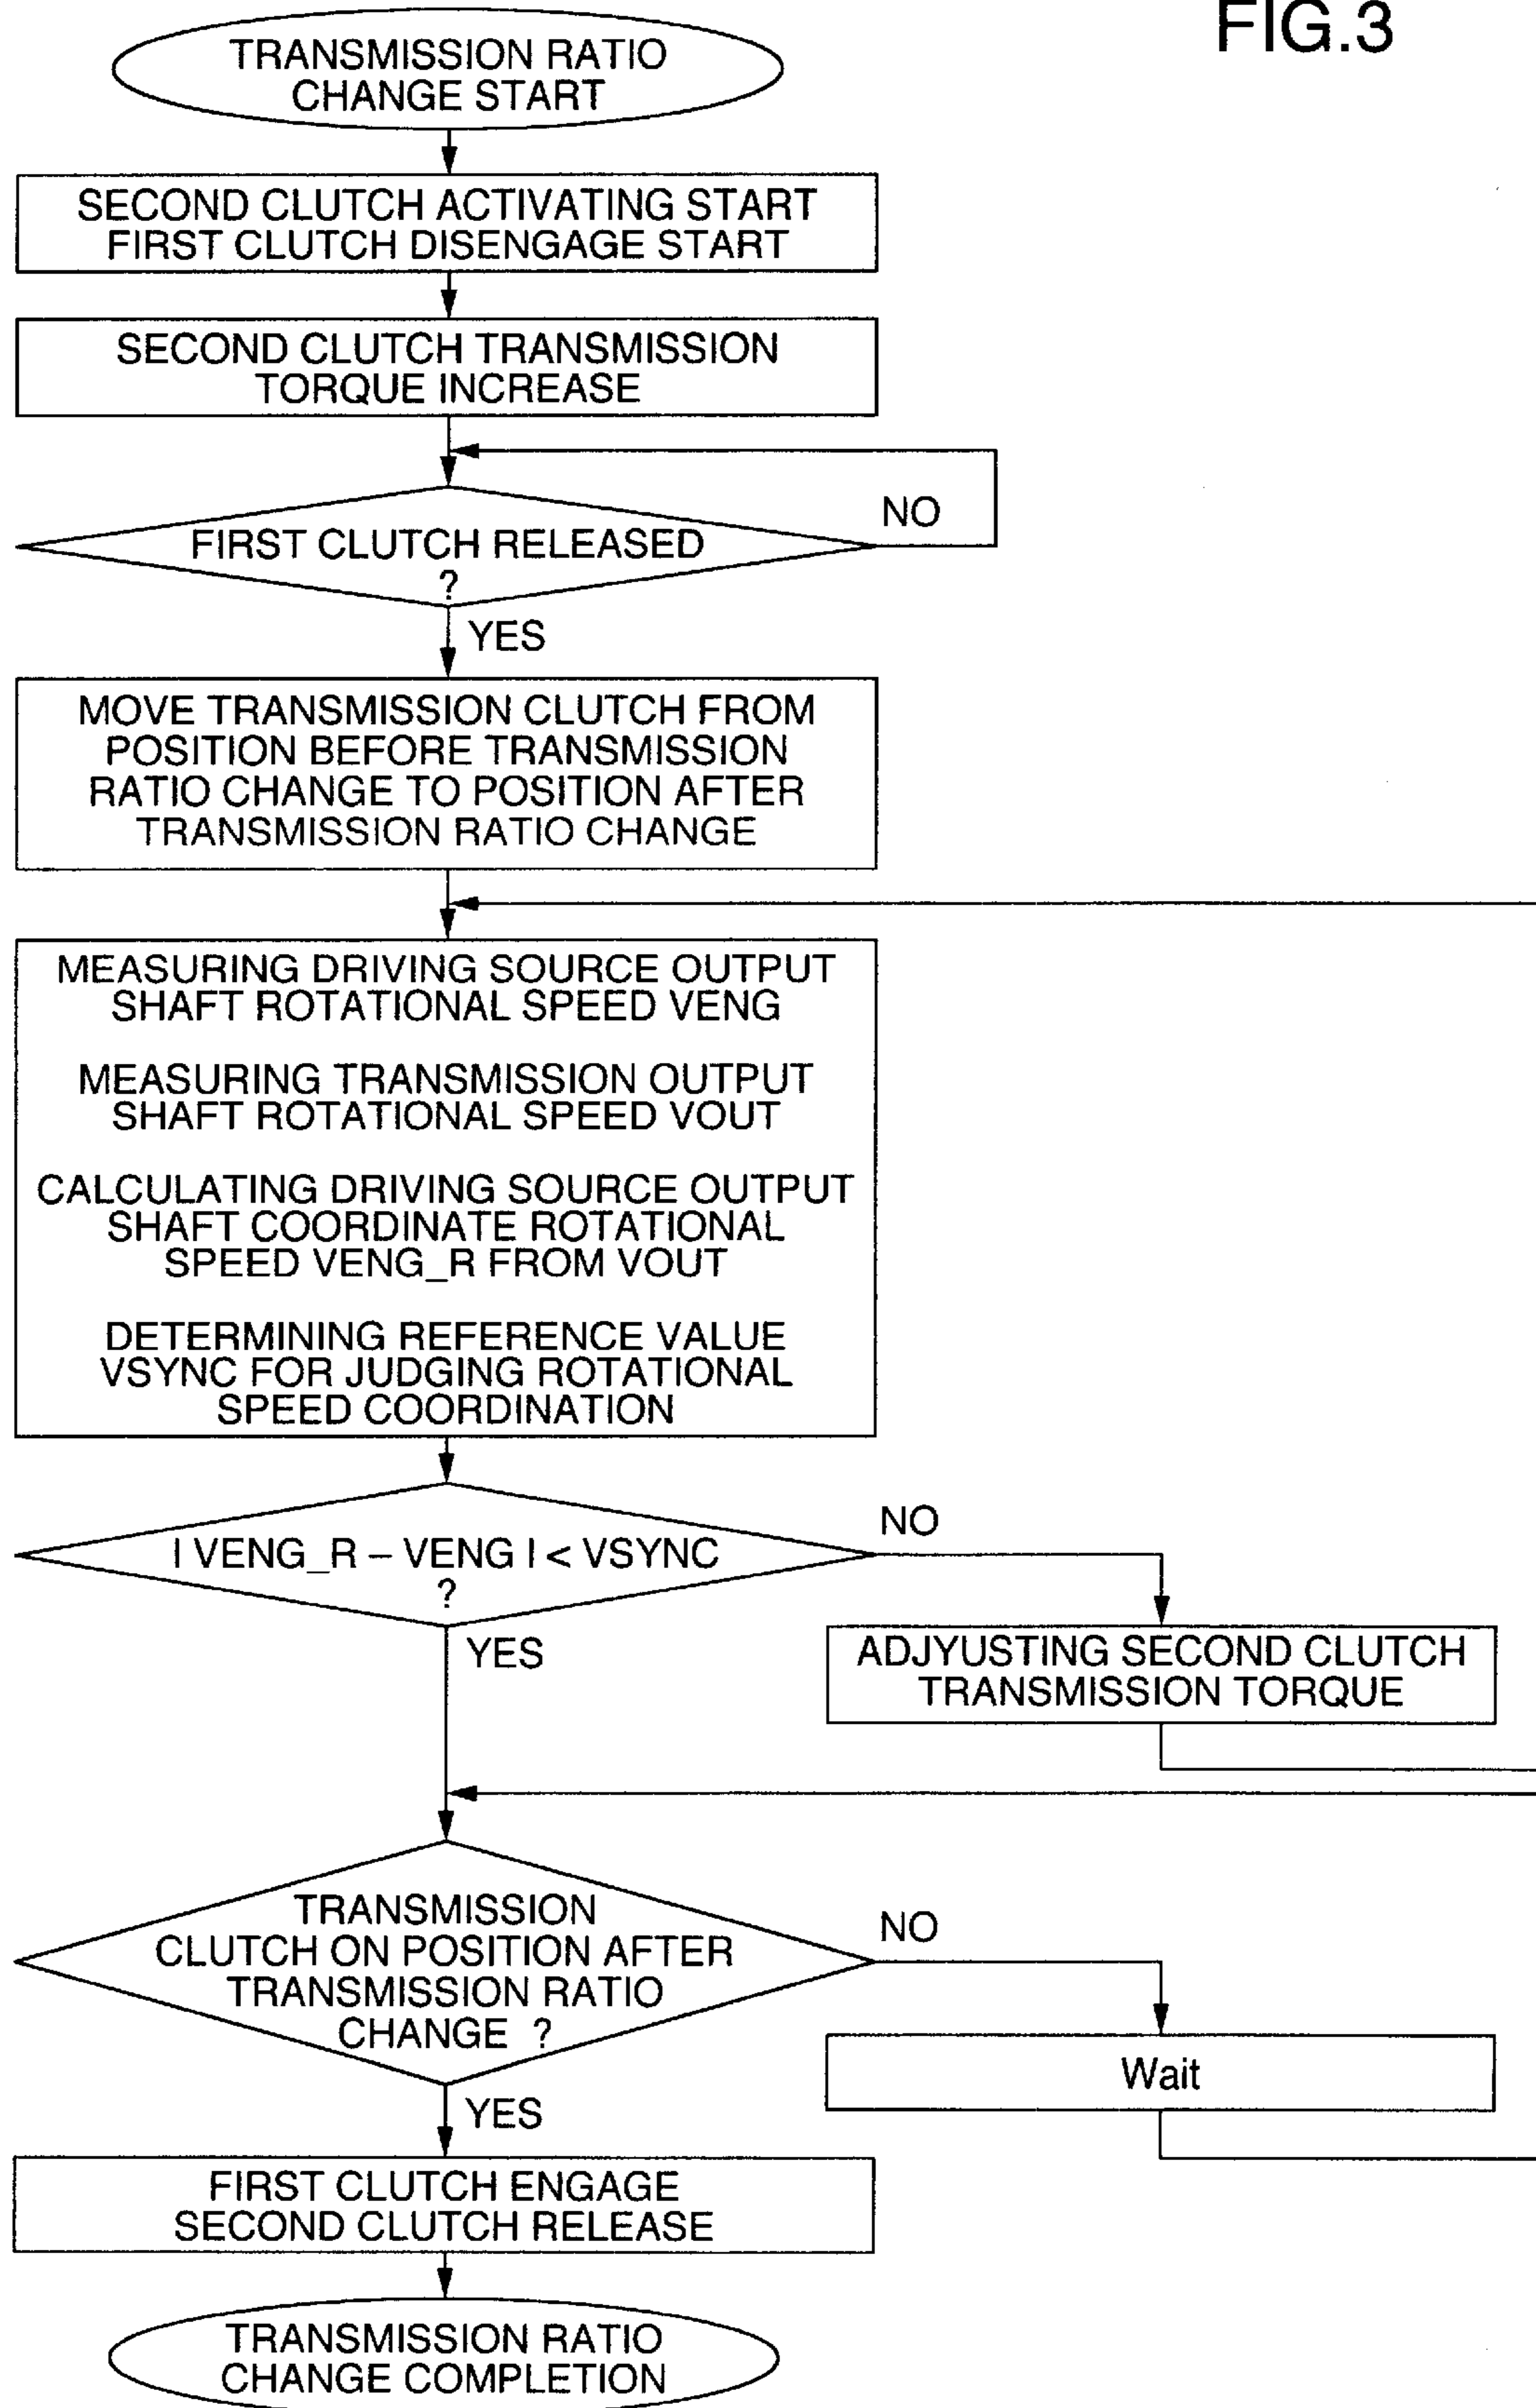 FIG.3
TRANSMISSION RATIO
CHANGE START
SECOND CLUTCH ACTIVATING START
FIRST CLUTCH DISENGAGE START
SECOND CLUTCH TRANSMISSION
TORQUE INCREASE
FIRST CLUTCH RELEASED
?
NO
YES
MOVE TRANSMISSION CLUTCH FROM
POSITION BEFORE TRANSMISSION
RATIO CHANGE TO POSITION AFTER
TRANSMISSION RATIO CHANGE
MEASURING DRIVING SOURCE OUTPUT
SHAFT ROTATIONAL SPEED VENG
MEASURING TRANSMISSION OUTPUT
SHAFT ROTATIONAL SPEED VOUT
CALCULATING DRIVING SOURCE OUTPUT
SHAFT COORDINATE ROTATIONAL
SPEED VENG_R FROM VOUT
DETERMINING REFERENCE VALUE
VSYNC FOR JUDGING ROTATIONAL
SPEED COORDINATION
| VENG_R – VENG | < VSYNC
?
NO
YES
ADJYUSTING SECOND CLUTCH
TRANSMISSION TORQUE
TRANSMISSION
CLUTCH ON POSITION AFTER
TRANSMISSION RATIO
CHANGE ?
NO
YES
Wait
FIRST CLUTCH ENGAGE
SECOND CLUTCH RELEASE
TRANSMISSION RATIO
CHANGE COMPLETION